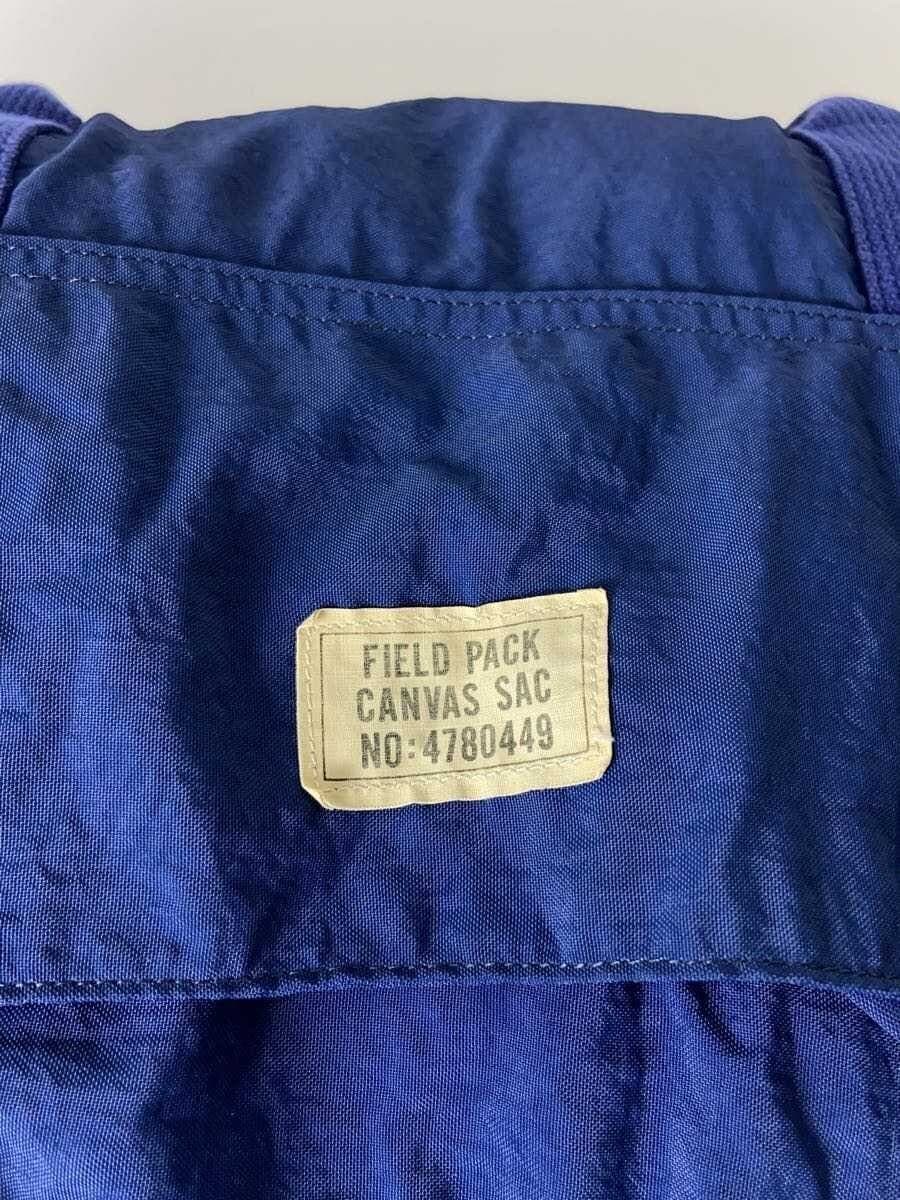 FIELD PACK
CANVAS SAC
NO:4780449